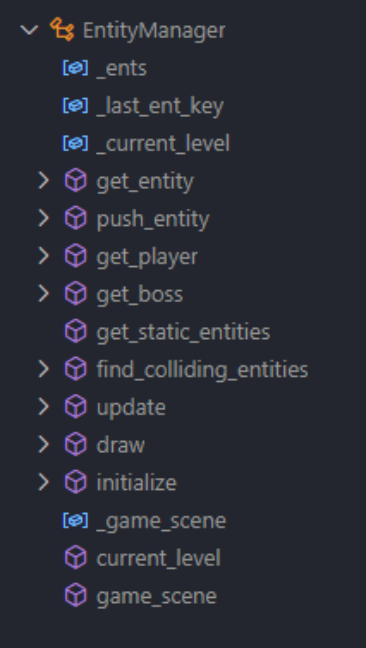 EntityManager
_ents
_last_ent_key
_current_level
get_entity
push_entity
get_player
get_boss
get_static_entities
find_colliding_entities
update
draw
initialize
_game_scene
current_level
game_scene